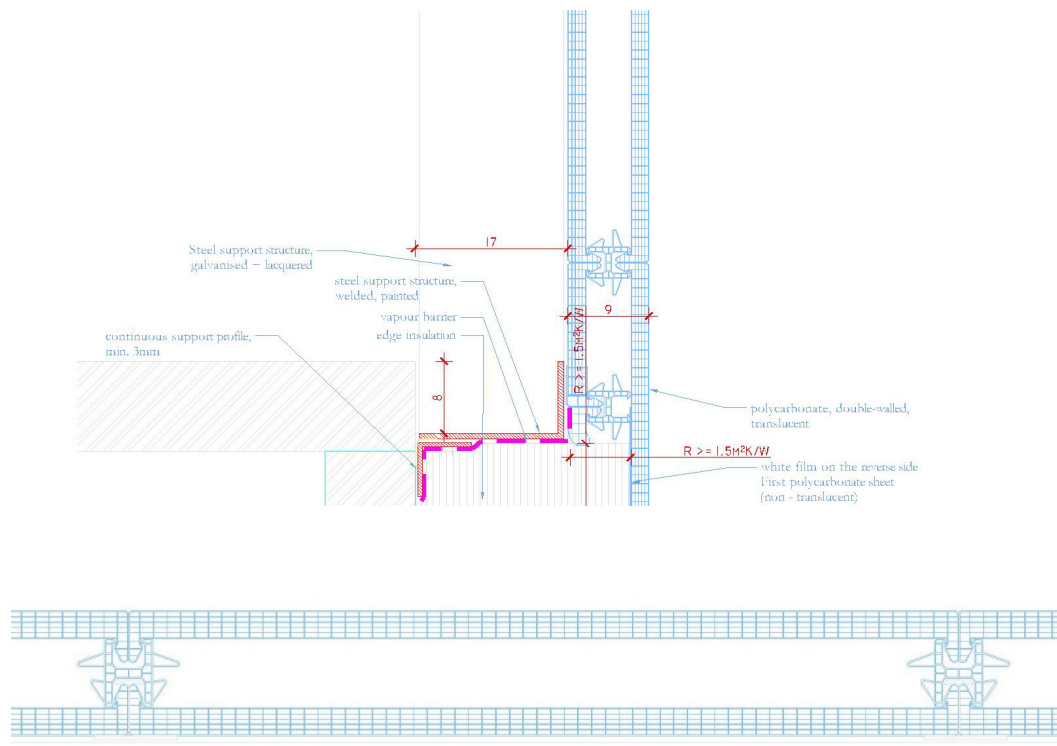 17
Steel support structure,
galvanised – lacquered
steel support structure,
welded, painted
vapour barrier
edge insulation
continuous support profile,
min. 3mm
9
R >= 1.5M²K/W
8
polycarbonate, double-walled,
translucent
R >= 1.5M²K/W
white film on the reverse side
First polycarbonate sheet
(non - translucent)